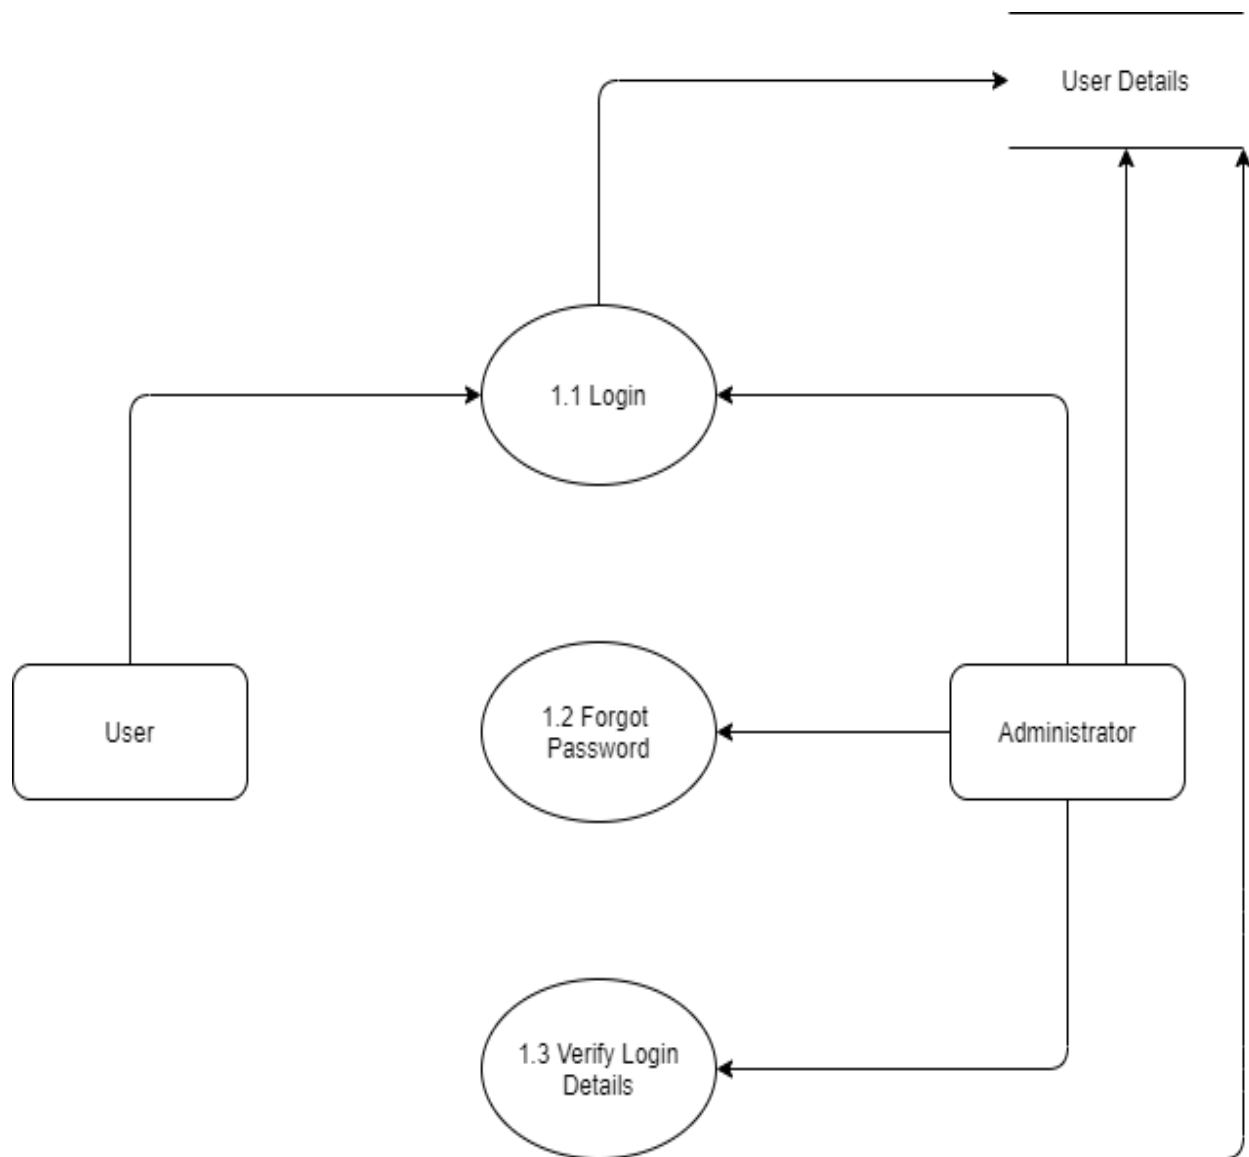 User Details
1.1 Login
User
1.2 Forgot
Password
Administrator
1.3 Verify Login
Details